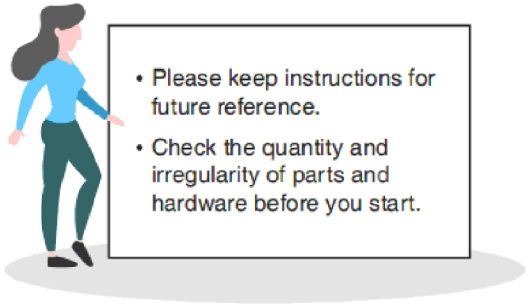 • Please keep instructions for
future reference.
• Check the quantity and
irregularity of parts and
hardware before you start.